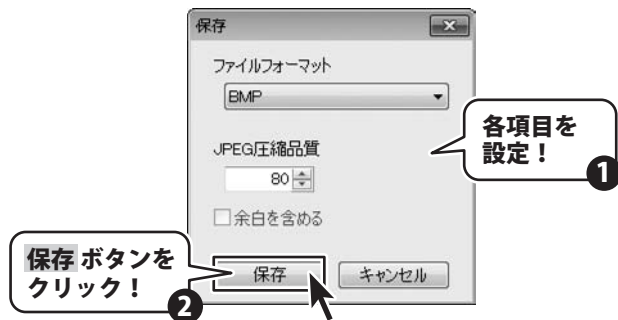 保存
ファイルフォーマット
BMP
JPEG圧縮品質
80
余白を含める
保存
キャンセル
各項目を
設定！
1
保存 ボタンを
クリック！
2